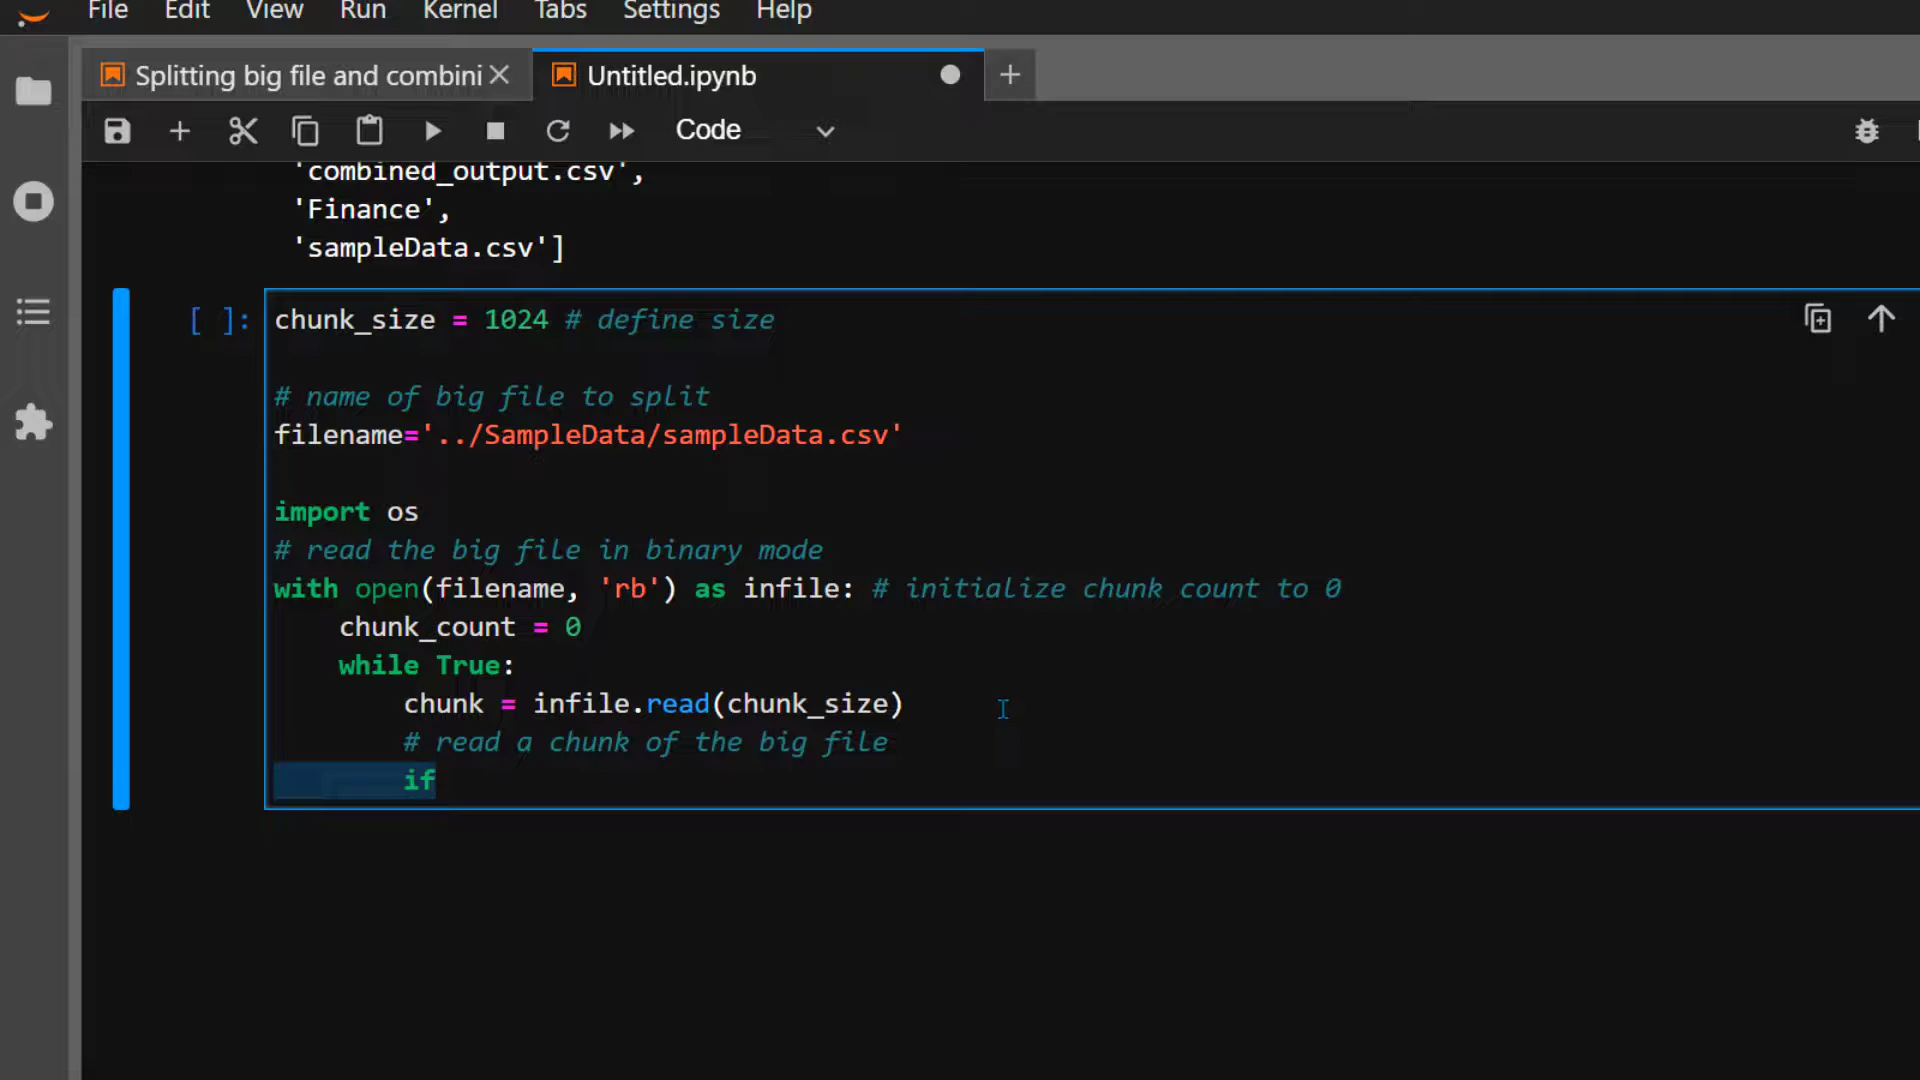 File Edit View Run Kernel Tabs Settings Help
Splitting big file and combini Untitled.ipynb
Code
'combined_output.csv',
'Finance',
'sampleData.csv']
[ ]: chunk_size = 1024 # define size
# name of big file to split
filename='../SampleData/sampleData.csv'
import os
# read the big file in binary mode
with open(filename, 'rb') as infile: # initialize chunk count to 0
chunk_count = 0
while True:
chunk = infile.read(chunk_size)
# read a chunk of the big file
if